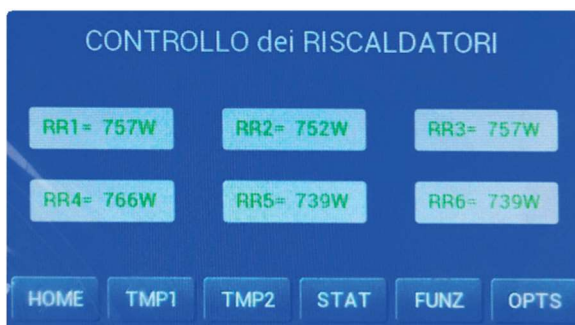 CONTROLLO dei RISCALDATORI
RR1= 757W RR2= 752W RR3= 757W
RR4= 766W RR5= 739W RR6= 739W
HOME TMP1 TMP2 STAT FUNZ OPTS